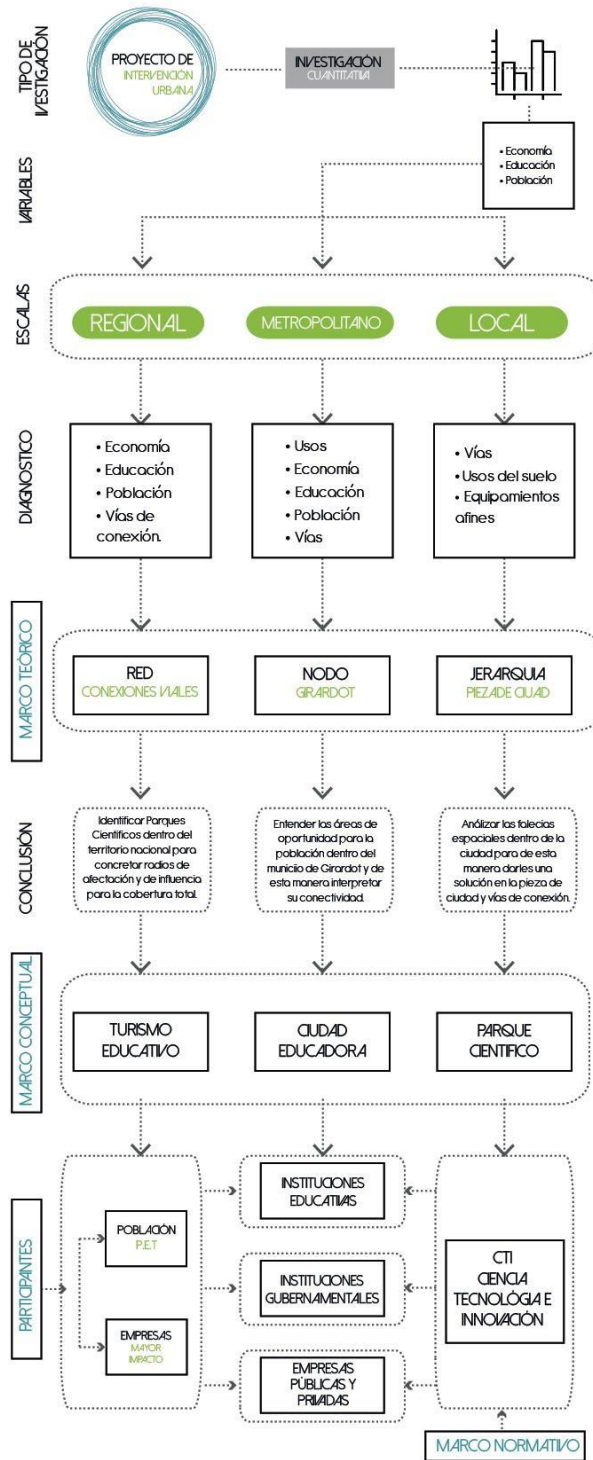 TIPO DE
IVESTIGACIÓN
PROYECTO DE
INTERVENCIÓN
URBANA
INVESTIGACIÓN
CUANTITATIVA
VARIABLES
• Economía
• Educación
• Población
ESCALAS
REGIONAL
METROPOLITANO
LOCAL
DIAGNOSTICO
• Economía
• Educación
• Población
• Vías de
conexión.
• Usos
• Economía
• Educación
• Población
• Vías
• Vías
• Usos del suelo
• Equipamientos
afines
MARCO TEÓRICO
RED
CONEXIONES VIALES
NODO
GIRARDOT
JERARQUIA
PIEZADE CIUAD
CONCLUSIÓN
Identificar Parques
Científicos dentro del
territorio nacional para
concretar radios de
afectación y de influencia
para la cobertura total.
Entender las áreas de
oportunidad para la
población dentro del
municiio de Girardot y de
esta manera interpretar
su conectividad.
Análizar las falecias
espaciales dentro de la
ciudad para de esta
manera darles una
solución en la pieza de
ciudad y vías de conexión.
MARCO CONCEPTUAL
TURISMO
EDUCATIVO
CIUDAD
EDUCADORA
PARQUE
CIENTIFICO
PARTICIPANTES
POBLACIÓN
P.E.T
EMPRESAS
MAYOR
IMPACTO
INSTITUCIONES
EDUCATIVAS
INSTITUCIONES
GUBERNAMENTALES
EMPRESAS
PÚBLICAS Y
PRIVADAS
CTI
CIENCIA
TECNOLÓGIA E
INNOVACIÓN
MARCO NORMATIVO